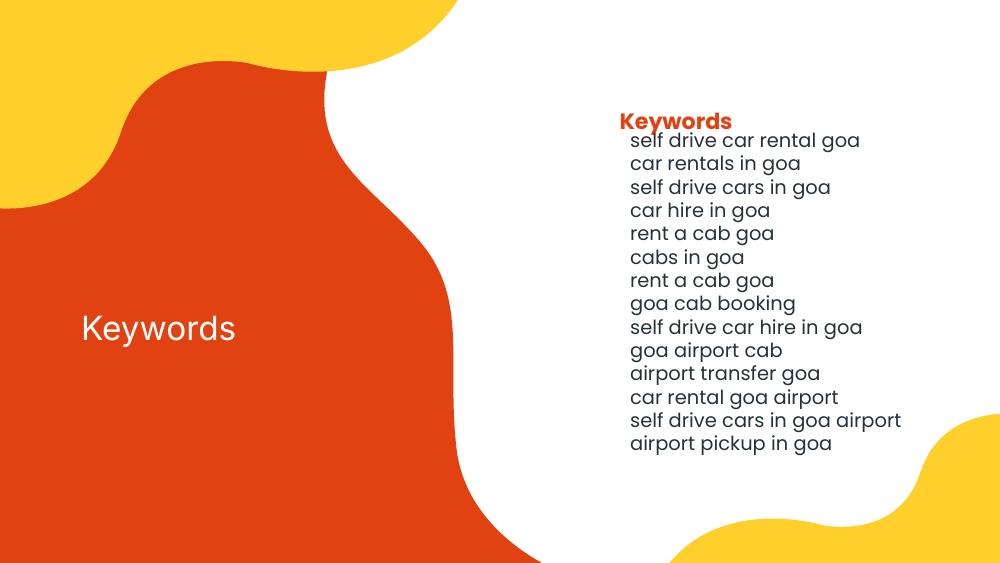 Keywords
Keywords
self drive car rental goa
car rentals in goa
self drive cars in goa
car hire in goa
rent a cab goa
cabs in goa
rent a cab goa
goa cab booking
self drive car hire in goa
goa airport cab
airport transfer goa
car rental goa airport
self drive cars in goa airport
airport pickup in goa